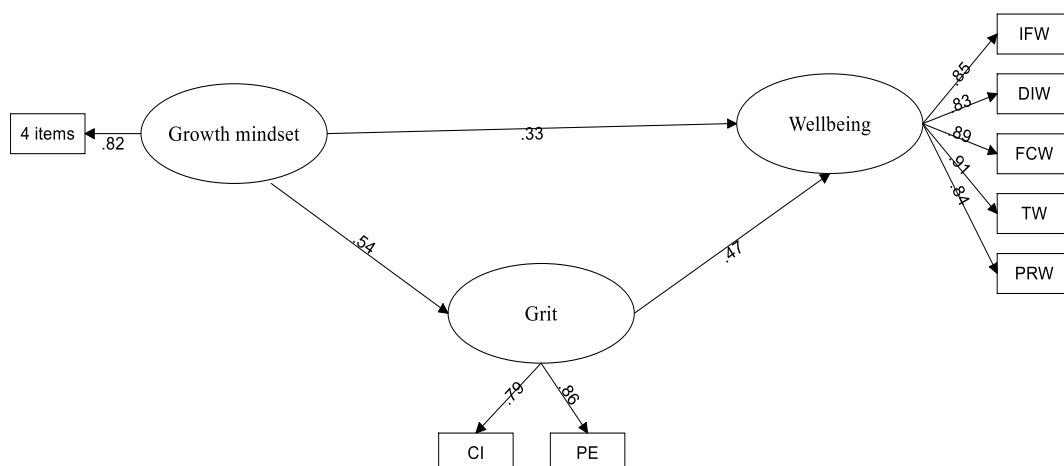 IFW
.85
DIW
.83
4 items
.82
Growth mindset
.33
Wellbeing
.89
FCW
.91
TW
.84
PRW
.54
.47
Grit
.79
.86
CI
PE